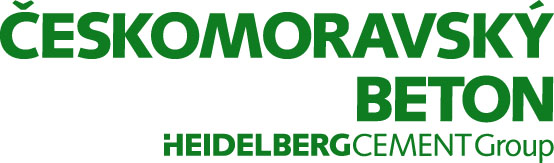 ČESKOMORAVSKÝ
BETON
HEIDELBERGCEMENT Group